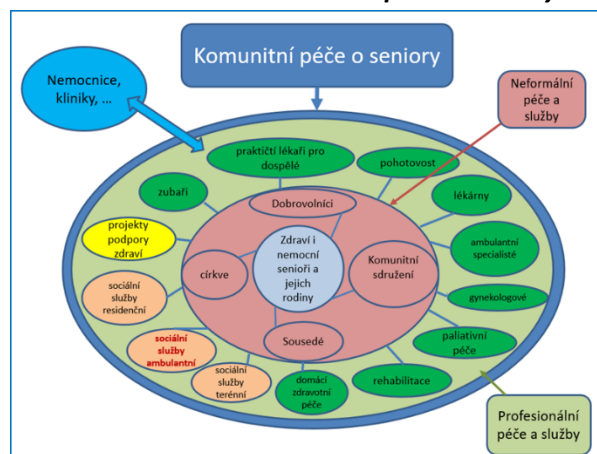 Komunitní péče o seniory
Nemocnice,
kliniky, ...
Neformální
péče a
služby
praktičtí lékaři pro
dospělé
pohotovost
zubaři
Dobrovolníci
lékárny
projekty
podpory
zdraví
Zdraví i
nemocní
senioři a
jejich
rodiny
církve
Komunitní
sdružení
ambulantní
specialisté
sociální
služby
residenční
gynekologové
sociální
služby
ambulantní
Sousedé
paliativní
péče
sociální
služby
terénní
domácí
zdravotní
péče
rehabilitace
Profesionální
péče a služby